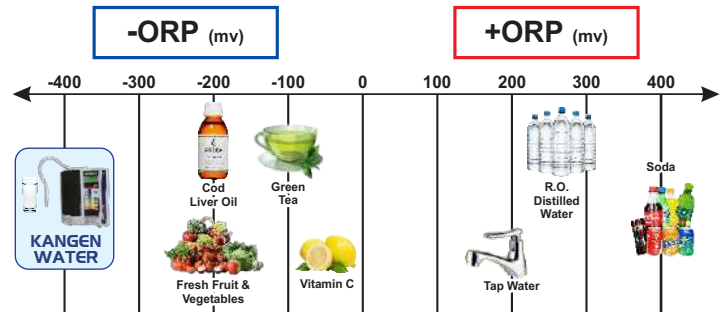 -ORP (mv)
+ORP (mv)
-400 -300 -200 -100 0 100 200 300 400
KANGEN
WATER
Cod
Liver Oil
Green
Tea
R.O.
Distilled
Water
Soda
Fresh Fruit &
Vegetables
Vitamin C
Tap Water